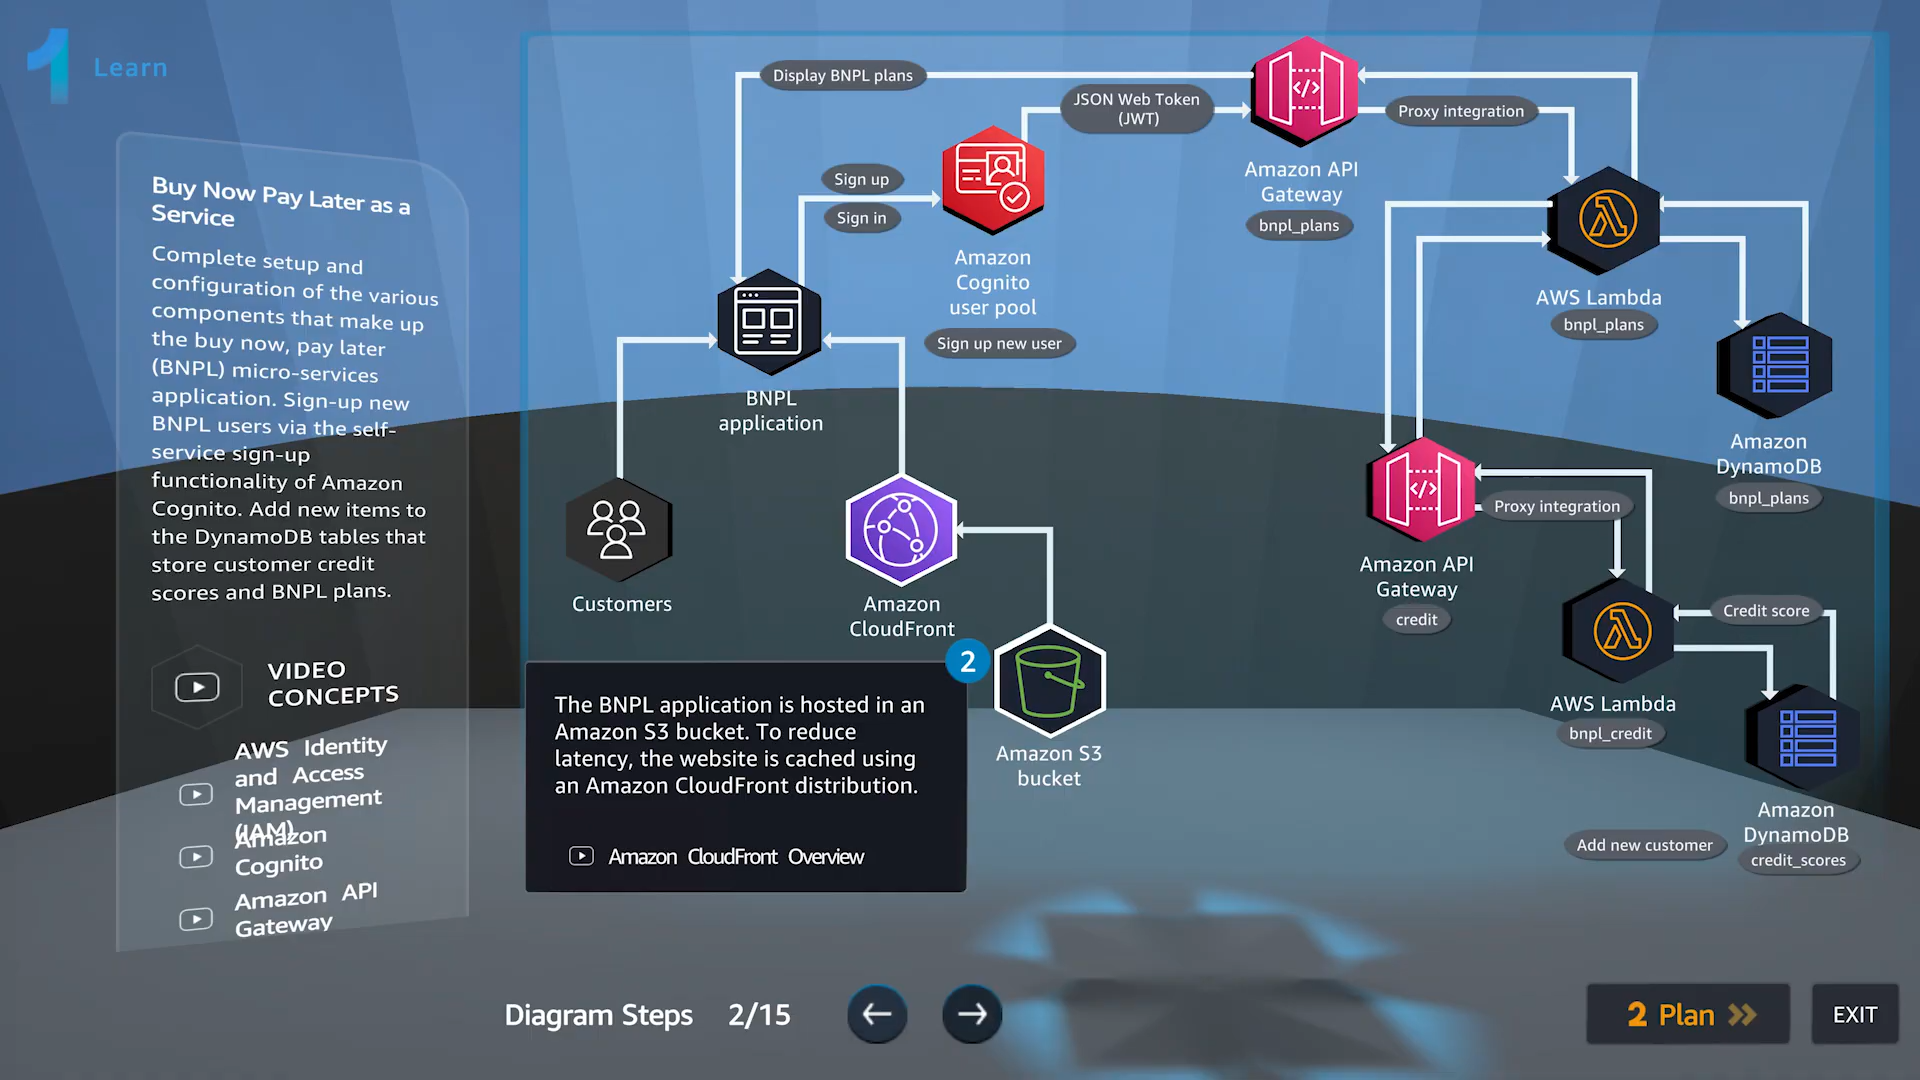 1 Learn
Buy Now Pay Later as a
Service
Complete setup and
configuration of the various
components that make up
the buy now, pay later
(BNPL) micro-services
application. Sign-up new
BNPL users via the self-
service sign-up
functionality of Amazon
Cognito. Add new items to
the DynamoDB tables that
store customer credit
scores and BNPL plans.
VIDEO
CONCEPTS
AWS Identity
and Access
Management
(IAM)
Amazon
Cognito
Amazon API
Gateway
Display BNPL plans
JSON Web Token
(JWT)
Proxy integration
Sign up
Sign in
Amazon
Cognito
user pool
Sign up new user
Amazon API
Gateway
bnpl_plans
AWS Lambda
bnpl_plans
Amazon
DynamoDB
bnpl_plans
BNPL
application
Customers
Amazon
CloudFront
Amazon S3
bucket
Amazon API
Gateway
credit
Proxy integration
Credit score
AWS Lambda
bnpl_credit
Add new customer
Amazon
DynamoDB
credit_scores
2
The BNPL application is hosted in an
Amazon S3 bucket. To reduce
latency, the website is cached using
an Amazon CloudFront distribution.
Amazon CloudFront Overview
Diagram Steps 2/15
2 Plan
EXIT